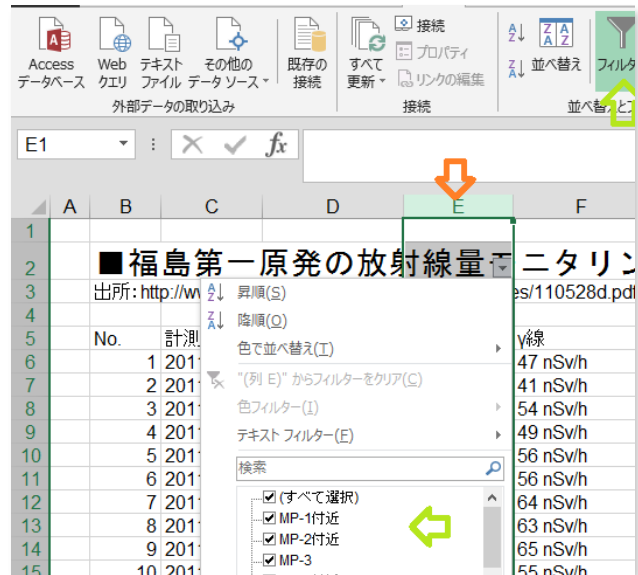 Access データベース
Web クエリ
テキスト ファイル
その他の データ ソース
既存の 接続
すべて 更新
接続
プロパティ
リンクの編集
並べ替え
フィルタ
外部データの取り込み
接続
E1
fx
A B C D E F
1
2 ■福島第一原発の放射線量モニタリン
3 出所：http://w es/110528d.pdf
昇順(S)
4
降順(O)
5 No. 計測 γ線
色で並べ替え(T)
6 1 201 47 nSv/h
"(列 E)" からフィルターをクリア(C)
7 2 201 41 nSv/h
色フィルター(I)
8 3 201 54 nSv/h
テキスト フィルター(F)
9 4 201 49 nSv/h
10 5 201 56 nSv/h
検索
11 6 201 56 nSv/h
(すべて選択)
12 7 201 64 nSv/h
MP-1付近
13 8 201 63 nSv/h
MP-2付近
14 9 201 65 nSv/h
MP-3
15 10 201 55 nSv/h